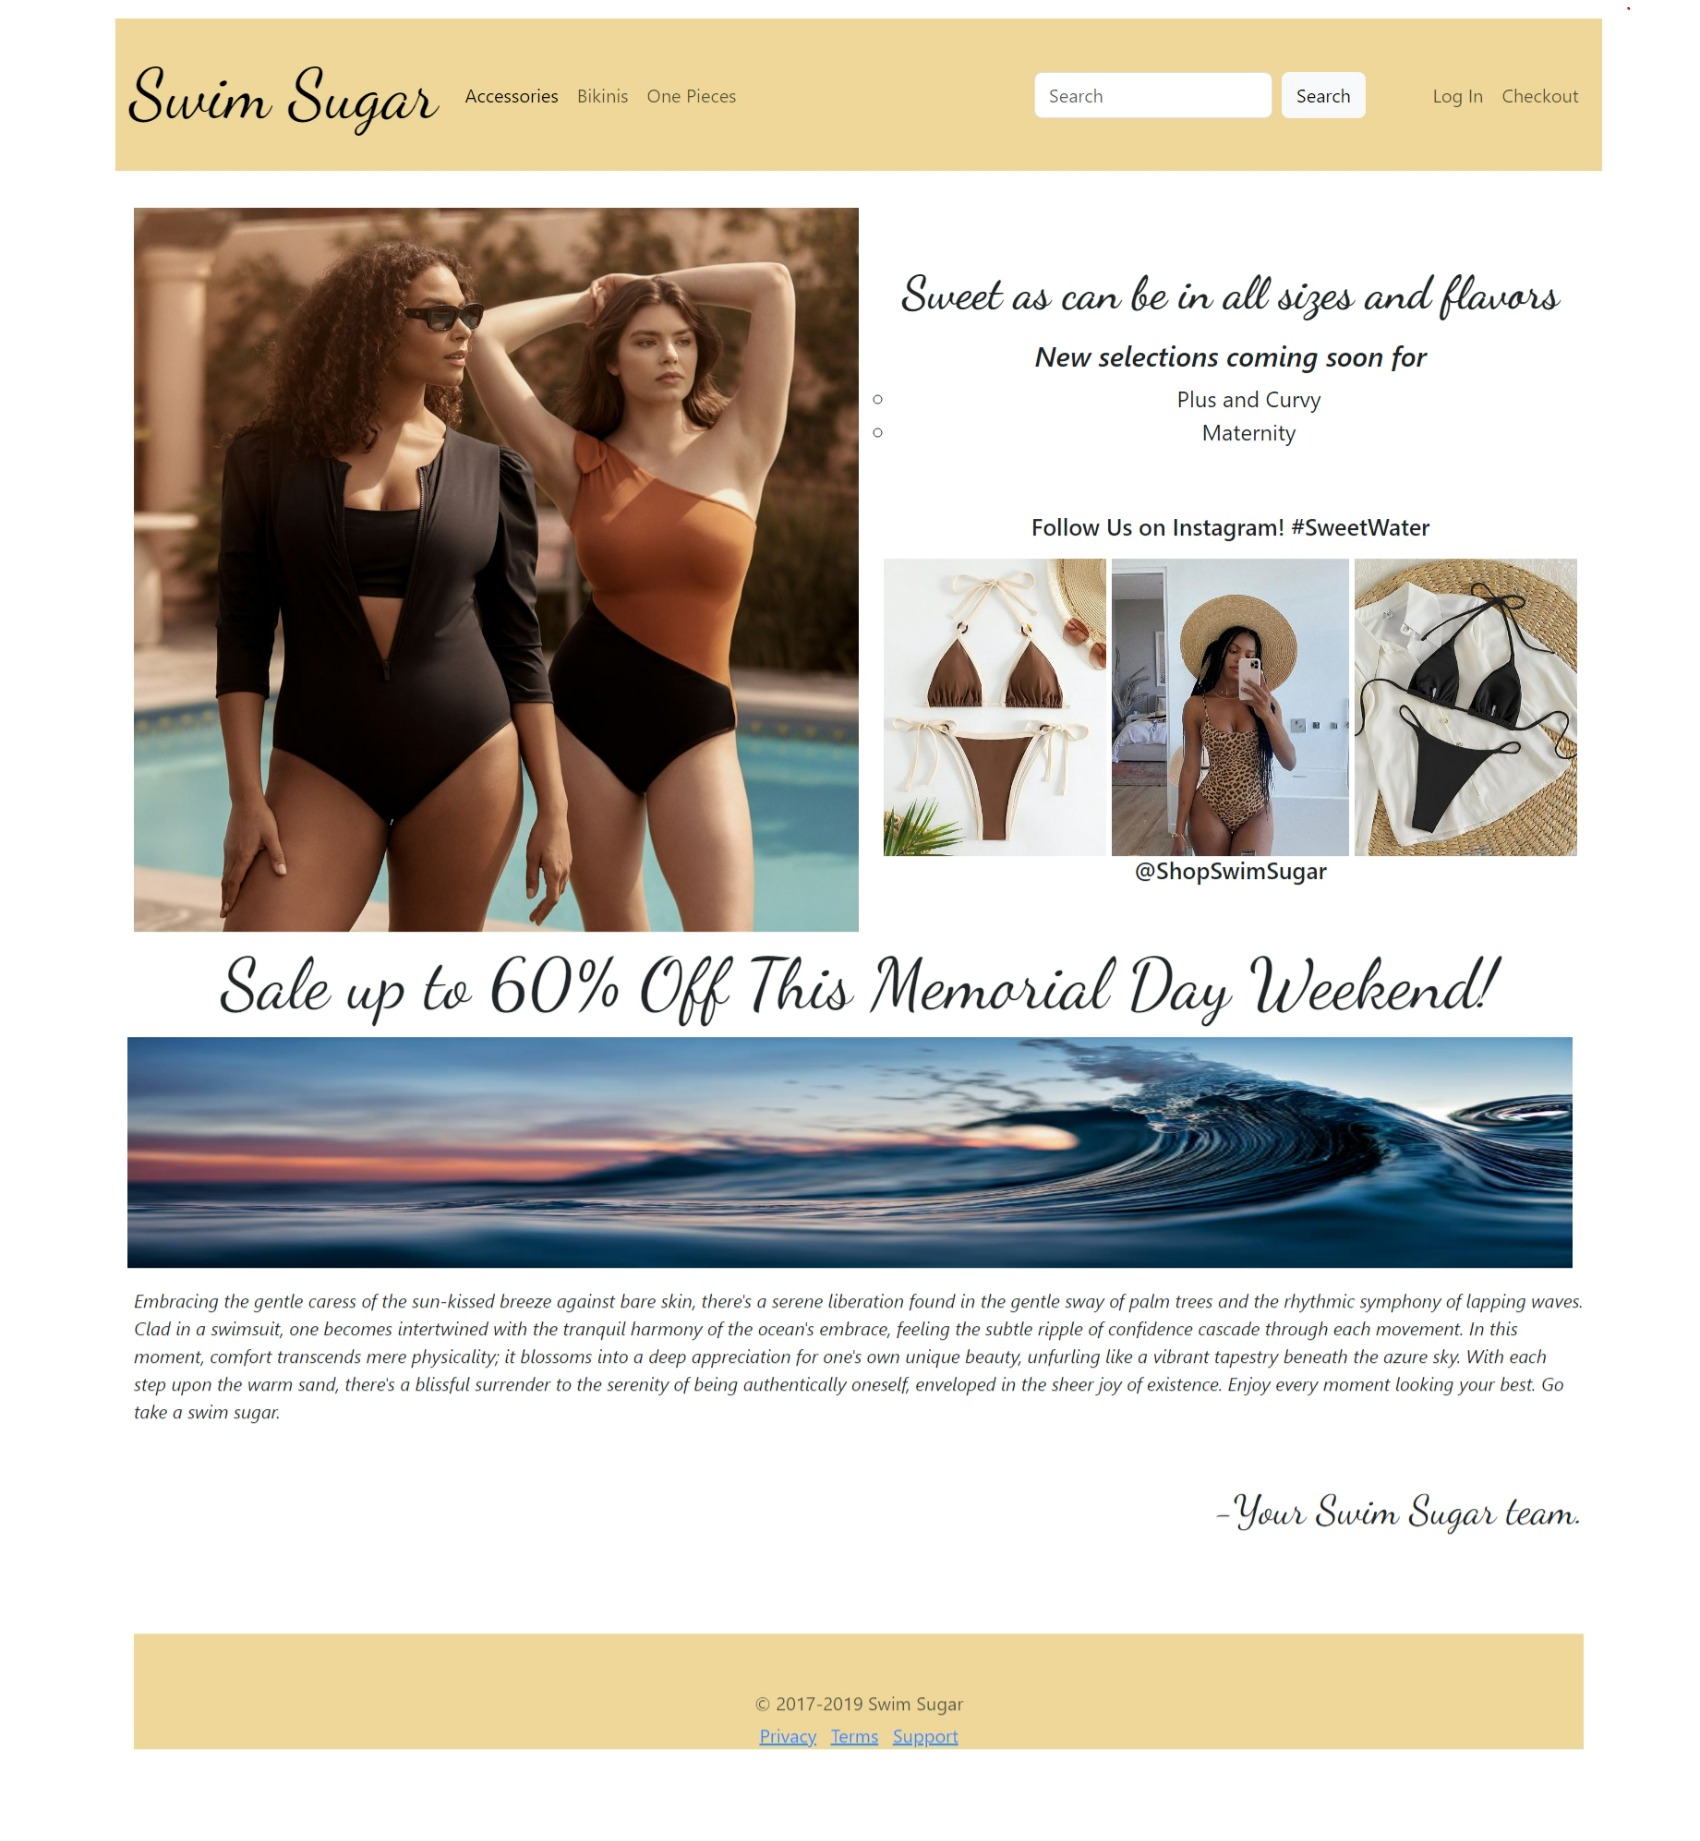 Swim Sugar
Accessories Bikinis One Pieces
Search
Search
Log In Checkout
Sweet as can be in all sizes and flavors
New selections coming soon for
Plus and Curvy
Maternity
Follow Us on Instagram! #SweetWater
@ShopSwimSugar
Sale up to 60% Off This Memorial Day Weekend!
Embracing the gentle caress of the sun-kissed breeze against bare skin, there's a serene liberation found in the gentle sway of palm trees and the rhythmic symphony of lapping waves.
Clad in a swimsuit, one becomes intertwined with the tranquil harmony of the ocean's embrace, feeling the subtle ripple of confidence cascade through each movement. In this
moment, comfort transcends mere physicality; it blossoms into a deep appreciation for one's own unique beauty, unfurling like a vibrant tapestry beneath the azure sky. With each
step upon the warm sand, there's a blissful surrender to the serenity of being authentically oneself, enveloped in the sheer joy of existence. Enjoy every moment looking your best. Go
take a swim sugar.
-Your Swim Sugar team.
© 2017-2019 Swim Sugar
Privacy Terms Support